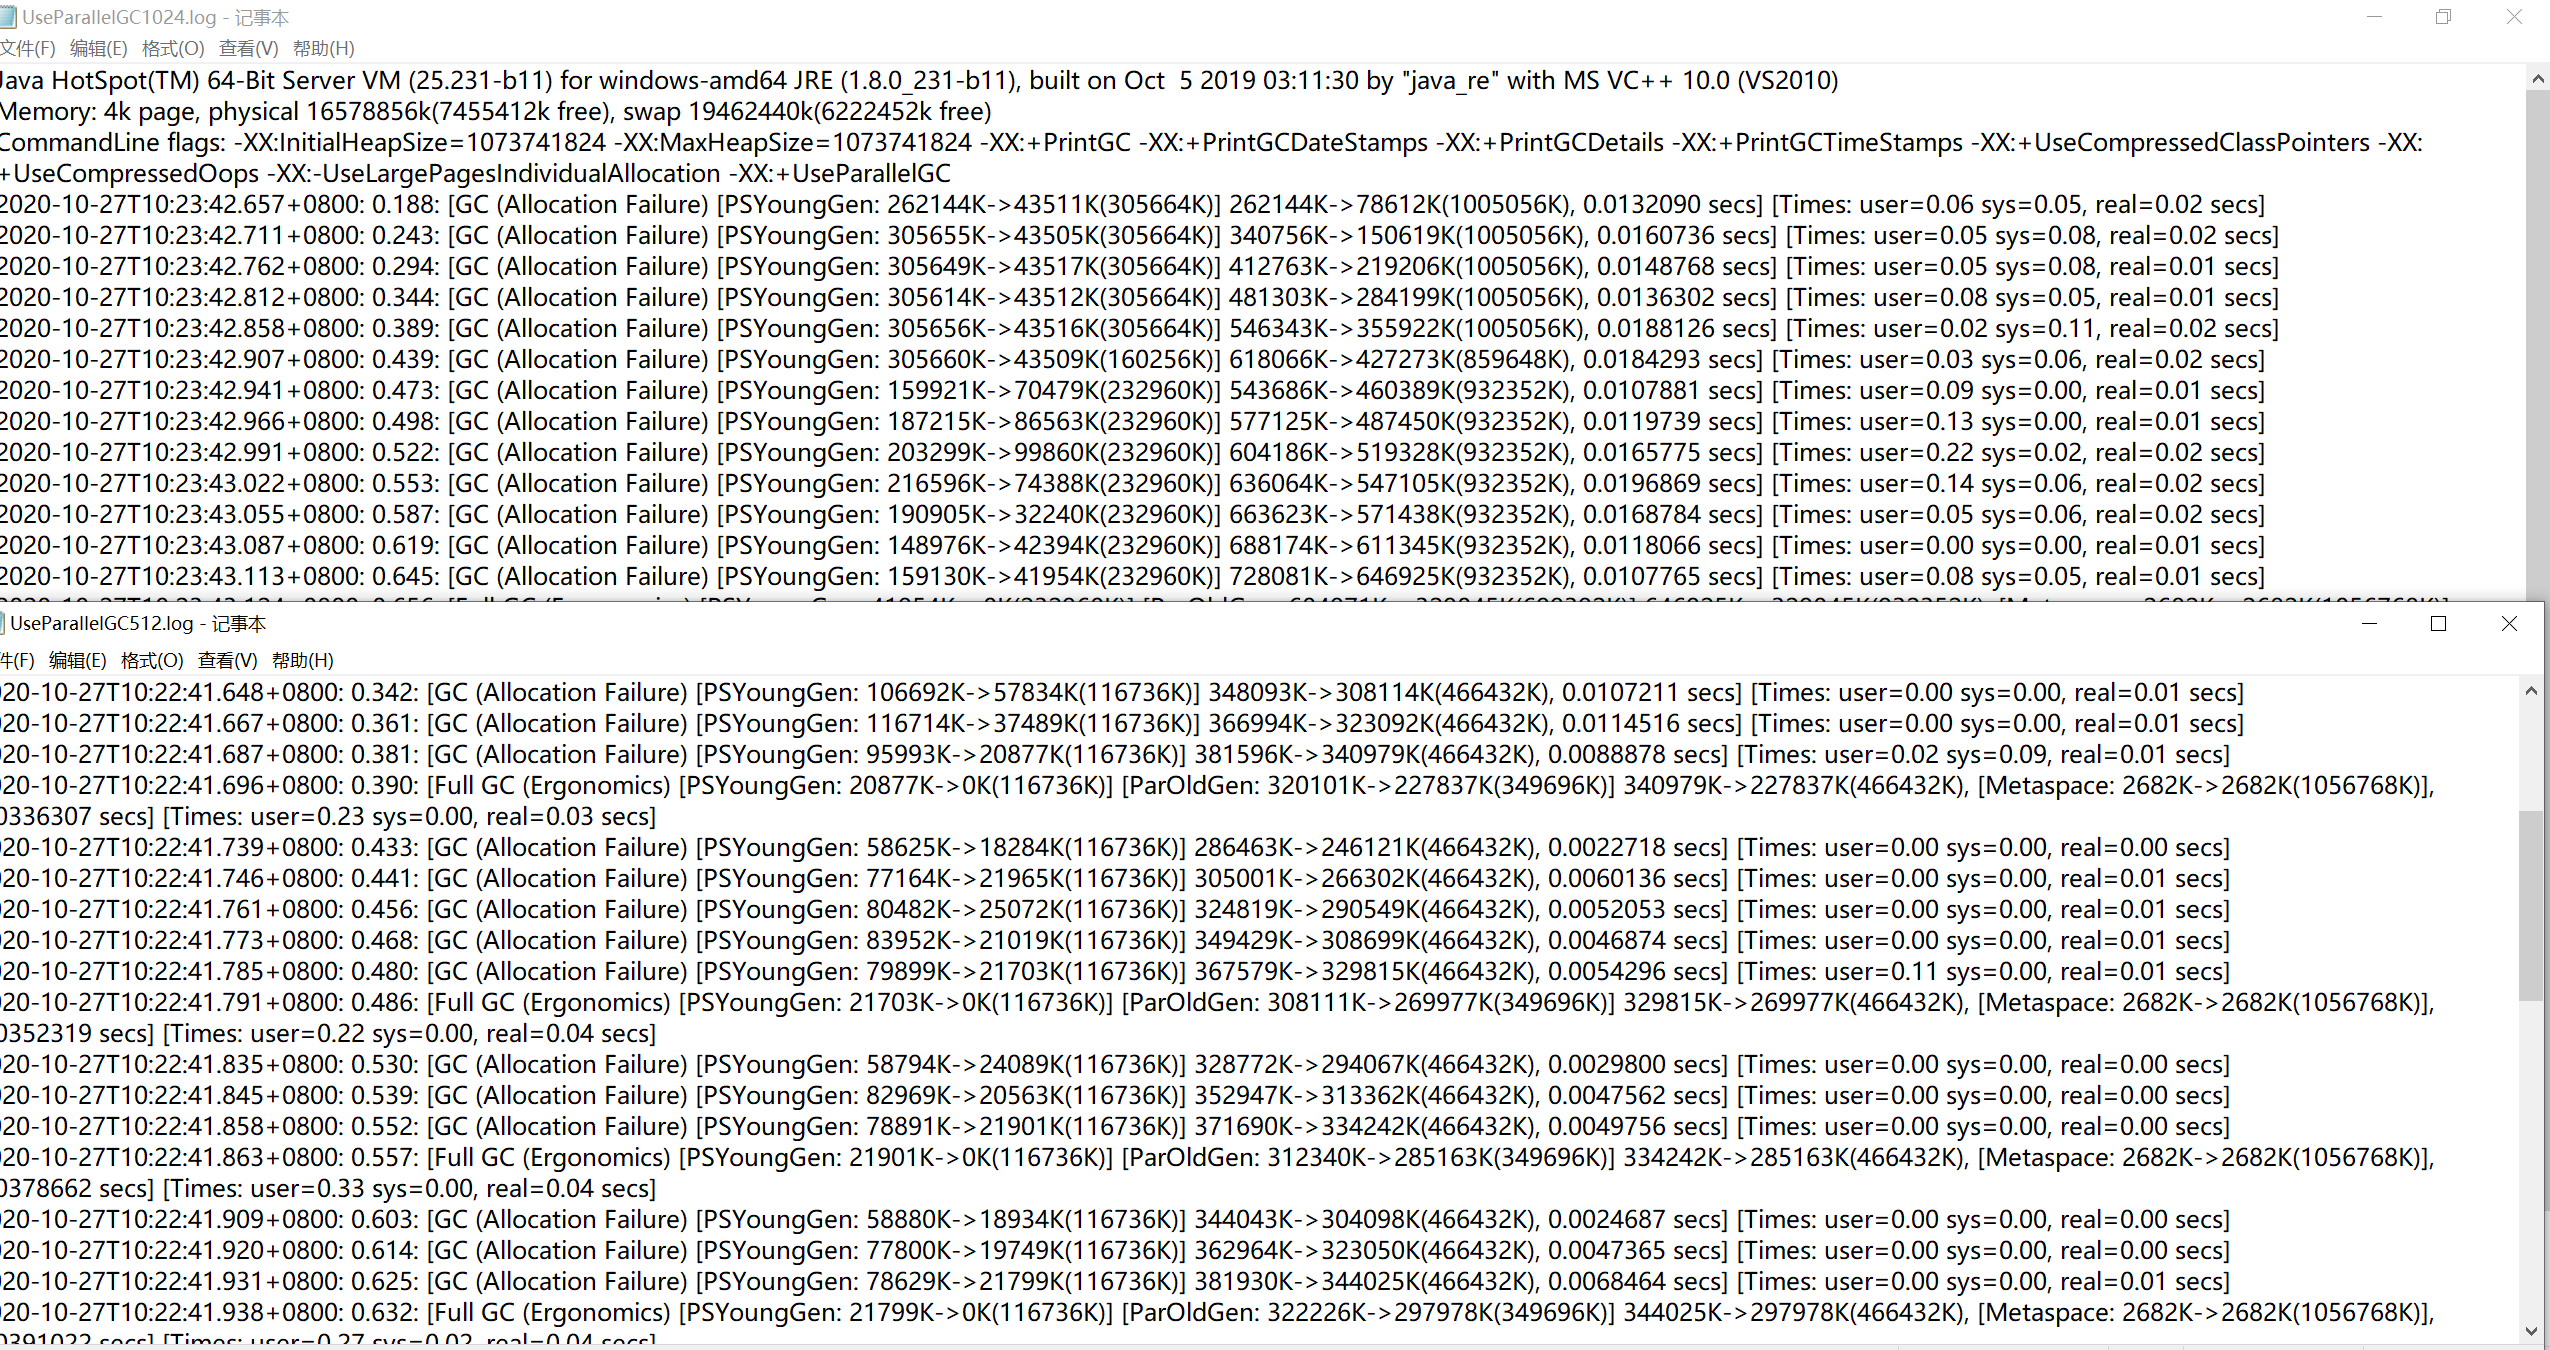 UseParallelGC1024.log - 记事本
文件(F) 编辑(E) 格式(O) 查看(V) 帮助(H)
Java HotSpot(TM) 64-Bit Server VM (25.231-b11) for windows-amd64 JRE (1.8.0_231-b11), built on Oct  5 2019 03:11:30 by "java_re" with MS VC++ 10.0 (VS2010)
Memory: 4k page, physical 16578856k(7455412k free), swap 19462440k(6222452k free)
CommandLine flags: -XX:InitialHeapSize=1073741824 -XX:MaxHeapSize=1073741824 -XX:+PrintGC -XX:+PrintGCDateStamps -XX:+PrintGCDetails -XX:+PrintGCTimeStamps -XX:+UseCompressedClassPointers -XX:
+UseCompressedOops -XX:-UseLargePagesIndividualAllocation -XX:+UseParallelGC
2020-10-27T10:23:42.657+0800: 0.188: [GC (Allocation Failure) [PSYoungGen: 262144K->43511K(305664K)] 262144K->78612K(1005056K), 0.0132090 secs] [Times: user=0.06 sys=0.05, real=0.02 secs]
2020-10-27T10:23:42.711+0800: 0.243: [GC (Allocation Failure) [PSYoungGen: 305655K->43505K(305664K)] 340756K->150619K(1005056K), 0.0160736 secs] [Times: user=0.05 sys=0.08, real=0.02 secs]
2020-10-27T10:23:42.762+0800: 0.294: [GC (Allocation Failure) [PSYoungGen: 305649K->43517K(305664K)] 412763K->219206K(1005056K), 0.0148768 secs] [Times: user=0.05 sys=0.08, real=0.01 secs]
2020-10-27T10:23:42.812+0800: 0.344: [GC (Allocation Failure) [PSYoungGen: 305614K->43512K(305664K)] 481303K->284199K(1005056K), 0.0136302 secs] [Times: user=0.08 sys=0.05, real=0.01 secs]
2020-10-27T10:23:42.858+0800: 0.389: [GC (Allocation Failure) [PSYoungGen: 305656K->43516K(305664K)] 546343K->355922K(1005056K), 0.0188126 secs] [Times: user=0.02 sys=0.11, real=0.02 secs]
2020-10-27T10:23:42.907+0800: 0.439: [GC (Allocation Failure) [PSYoungGen: 305660K->43509K(160256K)] 618066K->427273K(859648K), 0.0184293 secs] [Times: user=0.03 sys=0.06, real=0.02 secs]
2020-10-27T10:23:42.941+0800: 0.473: [GC (Allocation Failure) [PSYoungGen: 159921K->70479K(232960K)] 543686K->460389K(932352K), 0.0107881 secs] [Times: user=0.09 sys=0.00, real=0.01 secs]
2020-10-27T10:23:42.966+0800: 0.498: [GC (Allocation Failure) [PSYoungGen: 187215K->86563K(232960K)] 577125K->487450K(932352K), 0.0119739 secs] [Times: user=0.13 sys=0.00, real=0.01 secs]
2020-10-27T10:23:42.991+0800: 0.522: [GC (Allocation Failure) [PSYoungGen: 203299K->99860K(232960K)] 604186K->519328K(932352K), 0.0165775 secs] [Times: user=0.22 sys=0.02, real=0.02 secs]
2020-10-27T10:23:43.022+0800: 0.553: [GC (Allocation Failure) [PSYoungGen: 216596K->74388K(232960K)] 636064K->547105K(932352K), 0.0196869 secs] [Times: user=0.14 sys=0.06, real=0.02 secs]
2020-10-27T10:23:43.055+0800: 0.587: [GC (Allocation Failure) [PSYoungGen: 190905K->32240K(232960K)] 663623K->571438K(932352K), 0.0168784 secs] [Times: user=0.05 sys=0.06, real=0.02 secs]
2020-10-27T10:23:43.087+0800: 0.619: [GC (Allocation Failure) [PSYoungGen: 148976K->42394K(232960K)] 688174K->611345K(932352K), 0.0118066 secs] [Times: user=0.00 sys=0.00, real=0.01 secs]
2020-10-27T10:23:43.113+0800: 0.645: [GC (Allocation Failure) [PSYoungGen: 159130K->41954K(232960K)] 728081K->646925K(932352K), 0.0107765 secs] [Times: user=0.08 sys=0.05, real=0.01 secs]
UseParallelGC512.log - 记事本
件(F) 编辑(E) 格式(O) 查看(V) 帮助(H)
20-10-27T10:22:41.648+0800: 0.342: [GC (Allocation Failure) [PSYoungGen: 106692K->57834K(116736K)] 348093K->308114K(466432K), 0.0107211 secs] [Times: user=0.00 sys=0.00, real=0.01 secs]
20-10-27T10:22:41.667+0800: 0.361: [GC (Allocation Failure) [PSYoungGen: 116714K->37489K(116736K)] 366994K->323092K(466432K), 0.0114516 secs] [Times: user=0.00 sys=0.00, real=0.01 secs]
20-10-27T10:22:41.687+0800: 0.381: [GC (Allocation Failure) [PSYoungGen: 95993K->20877K(116736K)] 381596K->340979K(466432K), 0.0088878 secs] [Times: user=0.02 sys=0.09, real=0.01 secs]
20-10-27T10:22:41.696+0800: 0.390: [Full GC (Ergonomics) [PSYoungGen: 20877K->0K(116736K)] [ParOldGen: 320101K->227837K(349696K)] 340979K->227837K(466432K), [Metaspace: 2682K->2682K(1056768K)],
0336307 secs] [Times: user=0.23 sys=0.00, real=0.03 secs]
20-10-27T10:22:41.739+0800: 0.433: [GC (Allocation Failure) [PSYoungGen: 58625K->18284K(116736K)] 286463K->246121K(466432K), 0.0022718 secs] [Times: user=0.00 sys=0.00, real=0.00 secs]
20-10-27T10:22:41.746+0800: 0.441: [GC (Allocation Failure) [PSYoungGen: 77164K->21965K(116736K)] 305001K->266302K(466432K), 0.0060136 secs] [Times: user=0.00 sys=0.00, real=0.01 secs]
20-10-27T10:22:41.761+0800: 0.456: [GC (Allocation Failure) [PSYoungGen: 80482K->25072K(116736K)] 324819K->290549K(466432K), 0.0052053 secs] [Times: user=0.00 sys=0.00, real=0.01 secs]
20-10-27T10:22:41.773+0800: 0.468: [GC (Allocation Failure) [PSYoungGen: 83952K->21019K(116736K)] 349429K->308699K(466432K), 0.0046874 secs] [Times: user=0.00 sys=0.00, real=0.01 secs]
20-10-27T10:22:41.785+0800: 0.480: [GC (Allocation Failure) [PSYoungGen: 79899K->21703K(116736K)] 367579K->329815K(466432K), 0.0054296 secs] [Times: user=0.11 sys=0.00, real=0.01 secs]
20-10-27T10:22:41.791+0800: 0.486: [Full GC (Ergonomics) [PSYoungGen: 21703K->0K(116736K)] [ParOldGen: 308111K->269977K(349696K)] 329815K->269977K(466432K), [Metaspace: 2682K->2682K(1056768K)],
0352319 secs] [Times: user=0.22 sys=0.00, real=0.04 secs]
20-10-27T10:22:41.835+0800: 0.530: [GC (Allocation Failure) [PSYoungGen: 58794K->24089K(116736K)] 328772K->294067K(466432K), 0.0029800 secs] [Times: user=0.00 sys=0.00, real=0.00 secs]
20-10-27T10:22:41.845+0800: 0.539: [GC (Allocation Failure) [PSYoungGen: 82969K->20563K(116736K)] 352947K->313362K(466432K), 0.0047562 secs] [Times: user=0.00 sys=0.00, real=0.00 secs]
20-10-27T10:22:41.858+0800: 0.552: [GC (Allocation Failure) [PSYoungGen: 78891K->21901K(116736K)] 371690K->334242K(466432K), 0.0049756 secs] [Times: user=0.00 sys=0.00, real=0.00 secs]
20-10-27T10:22:41.863+0800: 0.557: [Full GC (Ergonomics) [PSYoungGen: 21901K->0K(116736K)] [ParOldGen: 312340K->285163K(349696K)] 334242K->285163K(466432K), [Metaspace: 2682K->2682K(1056768K)],
0378662 secs] [Times: user=0.33 sys=0.00, real=0.04 secs]
20-10-27T10:22:41.909+0800: 0.603: [GC (Allocation Failure) [PSYoungGen: 58880K->18934K(116736K)] 344043K->304098K(466432K), 0.0024687 secs] [Times: user=0.00 sys=0.00, real=0.00 secs]
20-10-27T10:22:41.920+0800: 0.614: [GC (Allocation Failure) [PSYoungGen: 77800K->19749K(116736K)] 362964K->323050K(466432K), 0.0047365 secs] [Times: user=0.00 sys=0.00, real=0.00 secs]
20-10-27T10:22:41.931+0800: 0.625: [GC (Allocation Failure) [PSYoungGen: 78629K->21799K(116736K)] 381930K->344025K(466432K), 0.0068464 secs] [Times: user=0.00 sys=0.00, real=0.01 secs]
20-10-27T10:22:41.938+0800: 0.632: [Full GC (Ergonomics) [PSYoungGen: 21799K->0K(116736K)] [ParOldGen: 322226K->297978K(349696K)] 344025K->297978K(466432K), [Metaspace: 2682K->2682K(1056768K)],
0391022 secs] [Times: user=0.27 sys=0.02, real=0.04 secs]